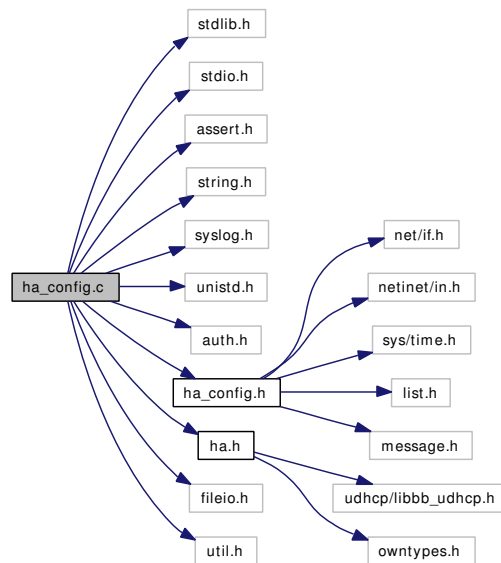 stdlib.h
stdio.h
assert.h
string.h
syslog.h
net/if.h
ha_config.c
unistd.h
netinet/in.h
auth.h
sys/time.h
ha_config.h
list.h
ha.h
message.h
fileio.h
udhcp/libbb_udhcp.h
util.h
owntypes.h